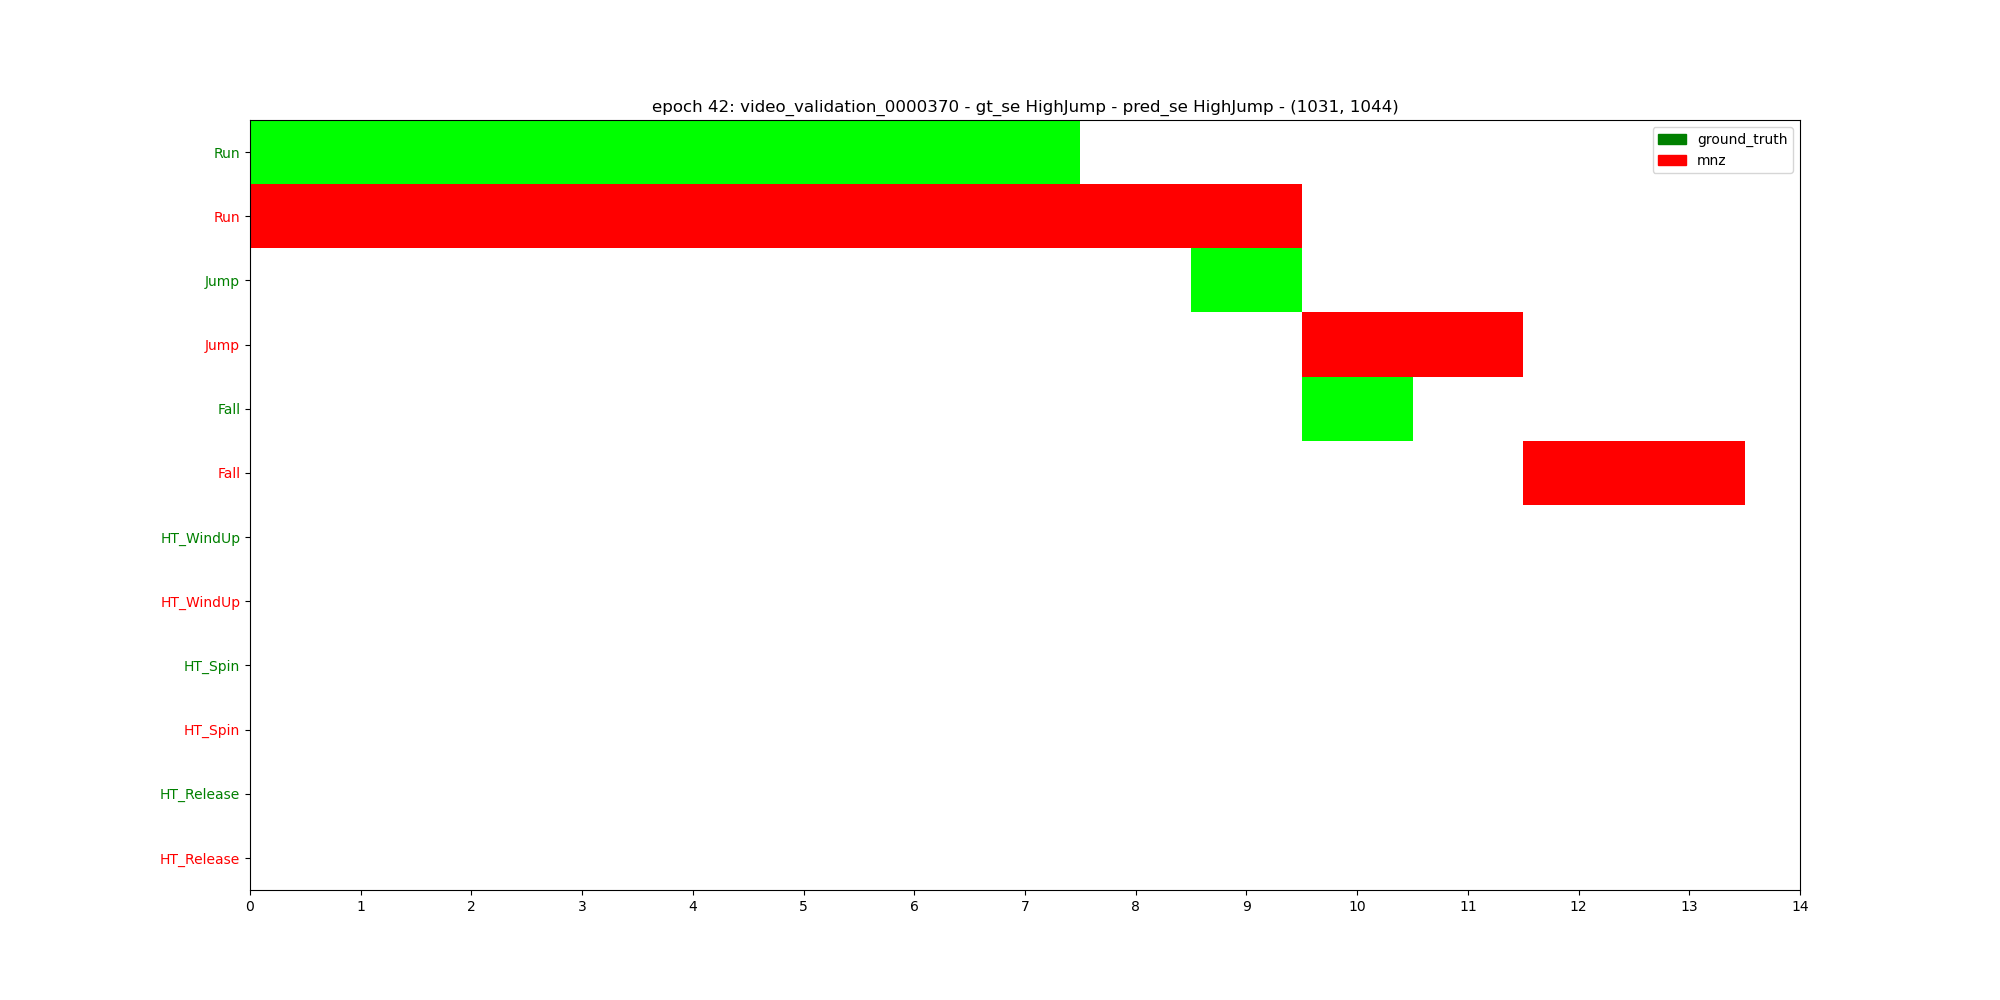 epoch 42: video_validation_0000370 - gt_se HighJump - pred_se HighJump - (1031, 1044)
ground_truth
mnz
Run
Run
Jump
Jump
Fall
Fall
HT_WindUp
HT_WindUp
HT_Spin
HT_Spin
HT_Release
HT_Release
0 1 2 3 4 5 6 7 8 9 10 11 12 13 14